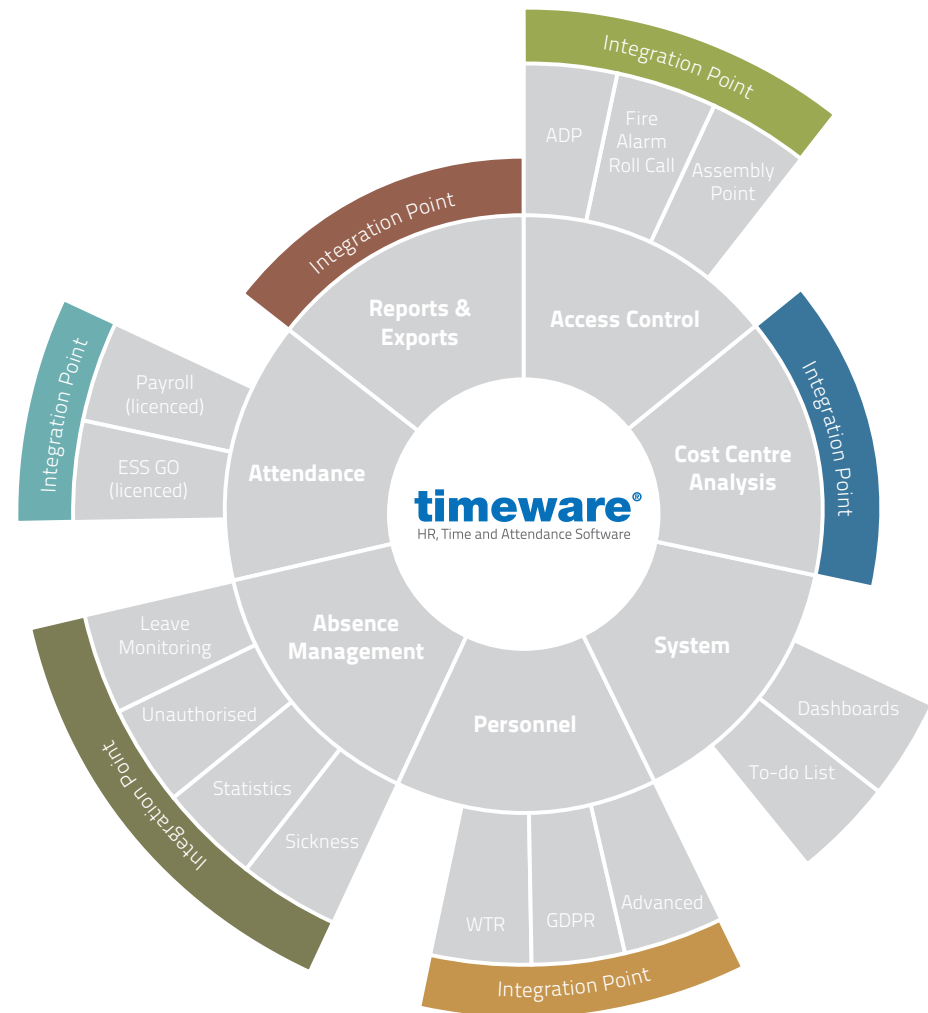 Integration Point
ADP
Fire
Alarm
Roll Call
Assembly
Point
Integration Point
Reports &
Exports
Access Control
Integration Point
Payroll
(licenced)
ESS GO
(licenced)
Integration Point
Attendance
Cost Centre
Analysis
Integration Point
timeware®
HR, Time and Attendance Software
Absence
Management
System
Personnel
Leave
Monitoring
Unauthorised
Statistics
Sickness
Integration Point
Dashboards
To-do List
WTR
GDPR
Advanced
Integration Point